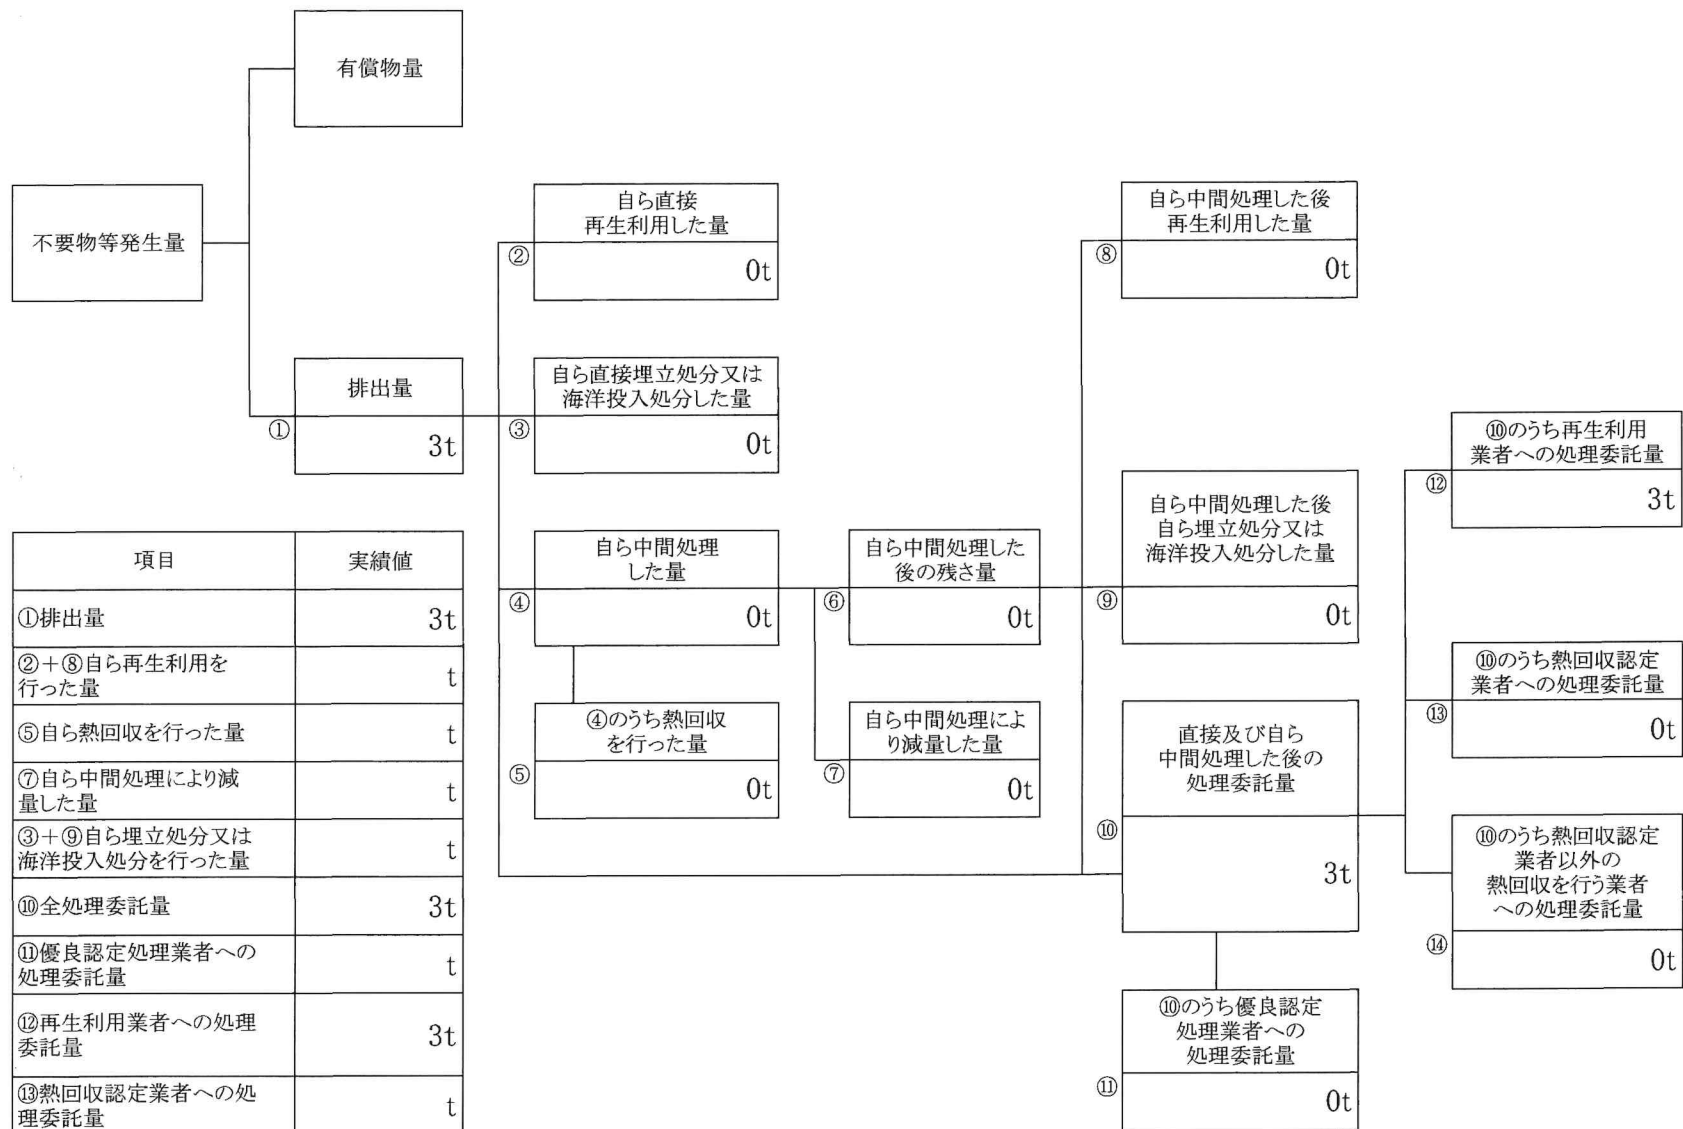 有償物量
不要物等発生量
排出量
①
3t
自ら直接
再生利用した量
②
0t
自ら直接埋立処分又は
海洋投入処分した量
③
0t
自ら中間処理
した量
④
0t
④のうち熱回収
を行った量
⑤
0t
自ら中間処理した
後の残さ量
⑥
0t
自ら中間処理によ
り減量した量
⑦
0t
自ら中間処理した後
再生利用した量
⑧
0t
自ら中間処理した後
自ら埋立処分又は
海洋投入処分した量
⑨
0t
直接及び自ら
中間処理した後の
処理委託量
⑩
3t
⑩のうち優良認定
処理業者への
処理委託量
⑪
0t
⑩のうち再生利用
業者への処理委託量
⑫
3t
⑩のうち熱回収認定
業者への処理委託量
⑬
0t
⑩のうち熱回収認定
業者以外の
熱回収を行う業者
への処理委託量
⑭
0t
項目 実績値
①排出量 3t
②+⑧自ら再生利用を
行った量 t
⑤自ら熱回収を行った量 t
⑦自ら中間処理により減
量した量 t
③+⑨自ら埋立処分又は
海洋投入処分を行った量 t
⑩全処理委託量 3t
⑪優良認定処理業者への
処理委託量 t
⑫再生利用業者への処理
委託量 3t
⑬熱回収認定業者への処
理委託量 t